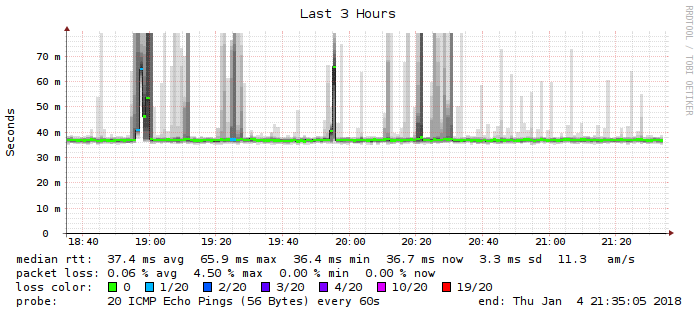 Last 3 Hours
RRDTOOL / TOBI OETIKER
Seconds
70 m
60 m
50 m
40 m
30 m
20 m
10 m
0
18:40 19:00 19:20 19:40 20:00 20:20 20:40 21:00 21:20
median rtt: 37.4 ms avg 65.9 ms max 36.4 ms min 36.7 ms now 3.3 ms sd 11.3 am/s
packet loss: 0.06 % avg 4.50 % max 0.00 % min 0.00 % now
loss color: 0 1/20 2/20 3/20 4/20 10/20 19/20
probe: 20 ICMP Echo Pings (56 Bytes) every 60s end: Thu Jan 4 21:35:05 2018